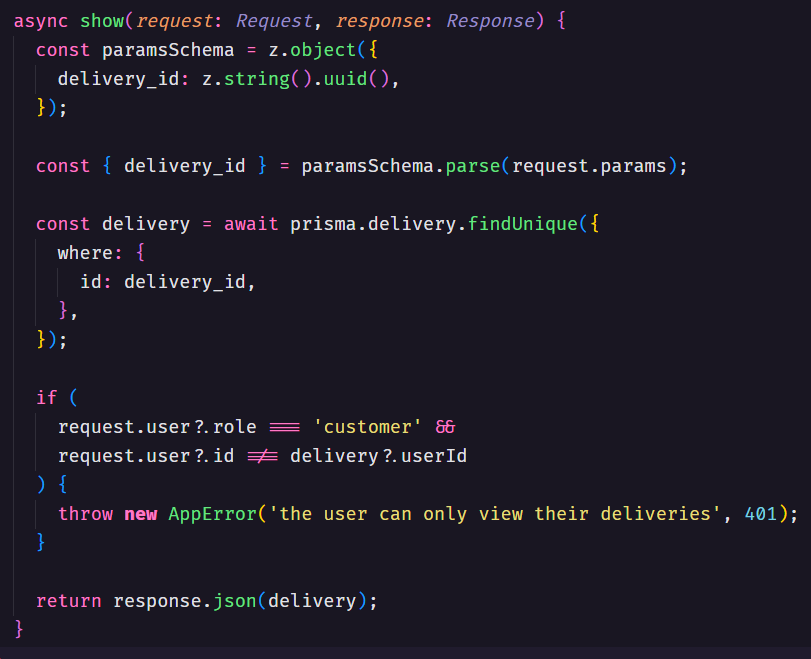 async show(request: Request, response: Response) {
  const paramsSchema = z.object({
    delivery_id: z.string().uuid(),
  });

  const { delivery_id } = paramsSchema.parse(request.params);

  const delivery = await prisma.delivery.findUnique({
    where: {
      id: delivery_id,
    },
  });

  if (
    request.user?.role === 'customer' &&
    request.user?.id !== delivery?.userId
  ) {
    throw new AppError('the user can only view their deliveries', 401);
  }

  return response.json(delivery);
}